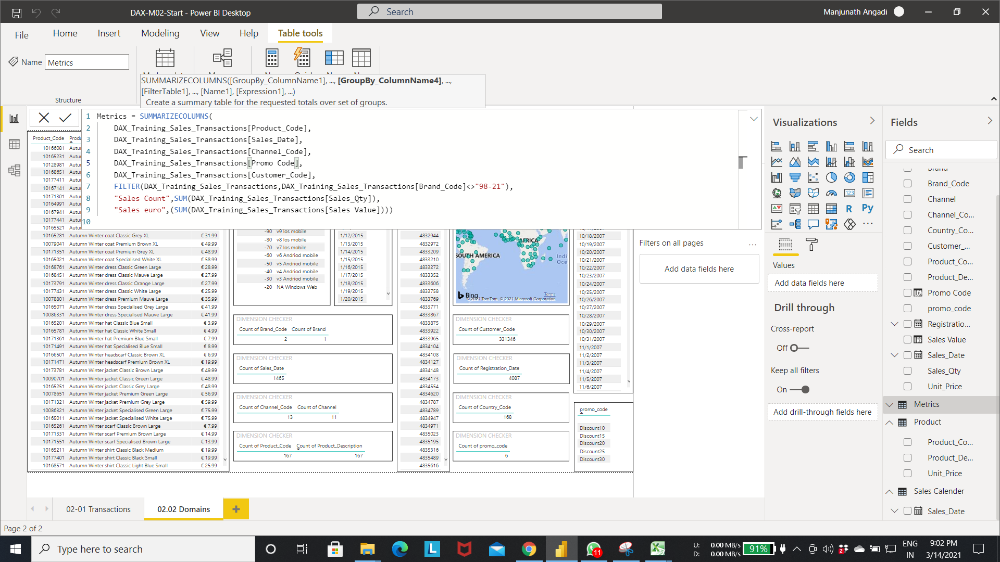 DAX-M02-Start - Power BI Desktop
Search
Manjunath Angadi
File
Home
Insert
Modeling
View
Help
Table tools
Name
Metrics
Structure
SUMMARIZECOLUMNS([GroupBy_ColumnName1], ..., [GroupBy_ColumnName4], ...,
[FilterTable1], ..., [Name1], [Expression1], ...)
Create a summary table for the requested totals over set of groups.
1 Metrics = SUMMARIZECOLUMNS(
2 DAX_Training_Sales_Transactions[Product_Code],
3 DAX_Training_Sales_Transactions[Sales_Date],
4 DAX_Training_Sales_Transactions[Channel_Code],
5 DAX_Training_Sales_Transactions[Promo Code],
6 DAX_Training_Sales_Transactions[Customer_Code],
7 FILTER(DAX_Training_Sales_Transactions,DAX_Training_Sales_Transactions[Brand_Code]<>"98-21"),
8 "Sales Count",SUM(DAX_Training_Sales_Transactions[Sales_Qty]),
9 "Sales euro",(SUM(DAX_Training_Sales_Transactions[Sales Value])))
10
Product_Code Produ
10166081 Autur
10165231 Autur
10128981 Autur
10168651 Autur
10177411 Autur
10167141 Autur
10171301 Autur
10164991 Autur
10167941 Autur
10177441 Autur
10165521 Autur
10165281 Autumn Winter coat Classic Grey XL € 31.99
10079041 Autumn Winter coat Premium Brown XL € 49.99
10171351 Autumn Winter coat Premium Grey XL € 48.99
10165021 Autumn Winter coat Specialised White XL € 58.99
10168761 Autumn Winter dress Classic Green Large € 28.99
10168451 Autumn Winter dress Classic Mauve Large € 27.99
10173791 Autumn Winter dress Classic Orange Large € 27.99
10177431 Autumn Winter dress Classic White Large € 25.99
10078801 Autumn Winter dress Premium Mauve Large € 35.99
10165071 Autumn Winter dress Specialised Grey Large € 41.99
10086331 Autumn Winter dress Specialised Mauve Large € 41.99
10165201 Autumn Winter hat Classic Blue Small € 3.99
10165781 Autumn Winter hat Classic White Small € 4.99
10171361 Autumn Winter hat Premium Blue Small € 7.99
10171491 Autumn Winter hat Specialised Blue Small € 8.99
10166501 Autumn Winter headscarf Classic Brown XL € 6.99
10171471 Autumn Winter headscarf Premium Brown XL € 19.99
10173781 Autumn Winter jacket Classic Brown Large € 49.99
10090701 Autumn Winter jacket Classic Green Large € 48.99
10165251 Autumn Winter jacket Classic Grey Large € 48.99
10078651 Autumn Winter jacket Premium Green Large € 56.99
10171321 Autumn Winter jacket Premium Grey Large € 59.99
10086321 Autumn Winter jacket Specialised Green Large € 75.99
10165011 Autumn Winter jacket Specialised White Large € 75.99
10165261 Autumn Winter scarf Classic Brown Large € 7.99
10171331 Autumn Winter scarf Premium Brown Large € 14.99
10171551 Autumn Winter scarf Specialised Brown Large € 13.99
10165211 Autumn Winter shirt Classic Black Medium € 19.99
10177401 Autumn Winter shirt Classic Black Small € 19.99
10168571 Autumn Winter shirt Classic Light Blue Small € 25.99
-90 v9 Ios mobile
-80 v8 Ios mobile
-70 v7 Ios mobile
-60 v6 Andriod mobile
-50 v5 Andriod mobile
-40 v4 Andriod mobile
-30 v3 Andriod mobile
-20 NA Windows Web
1/12/2015
1/13/2015
1/14/2015
1/15/2015
1/16/2015
1/17/2015
1/18/2015
1/19/2015
1/20/2015
DIMENSION CHECKER
Count of Brand_Code Count of Brand
2 1
DIMENSION CHECKER
Count of Sales_Date
1465
DIMENSION CHECKER
Count of Channel_Code Count of Channel
13 11
DIMENSION CHECKER
Count of Product_Code Count of Product_Description
167 167
4832944
4832972
4833209
4833210
4833272
4833352
4833606
4833758
4833769
4833771
4833867
4833875
4833922
4833965
4834104
4834108
4834127
4834148
4834173
4834554
4834620
4834787
4834789
4834947
4834971
4835023
4835195
4835316
4835489
4835616
AFRICA
SOUTH AMERICA
Indi
Oce
Bing
Terms
© 2021 TomTom, © 2021 Microsoft Corporation
DIMENSION CHECKER
Count of Customer_Code
331346
DIMENSION CHECKER
Count of Registration_Date
4087
DIMENSION CHECKER
Count of Country_Code
168
DIMENSION CHECKER
Count of promo_code
6
10/18/2007
10/19/2007
10/20/2007
10/21/2007
10/22/2007
10/23/2007
10/24/2007
10/25/2007
10/26/2007
10/27/2007
10/28/2007
10/29/2007
10/30/2007
10/31/2007
11/1/2007
11/2/2007
11/3/2007
11/4/2007
11/5/2007
11/6/2007
promo_code
Discount10
Discount15
Discount20
Discount25
Discount30
Filters on all pages
...
Add data fields here
Visualizations
123
R
Py
...
Values
Add data fields here
Drill through
Cross-report
Off
Keep all filters
On
Add drill-through fields here
Fields
Search
Brand
Brand_Code
Channel
Channel_Co...
Country_Co...
Customer_...
Product_Co...
Product_De...
Promo Code
promo_code
Registratio...
Sales Value
Sales_Date
Sales_Qty
Unit_Price
Metrics
Product
Product_Co...
Product_De...
Unit_Price
Sales Calender
Sales_Date
02-01 Transactions
02.02 Domains
Page 2 of 2
Type here to search
L
11
U: 0.00 MB/s
D: 0.00 MB/s
91%
2
ENG
IN
9:02 PM
3/14/2021